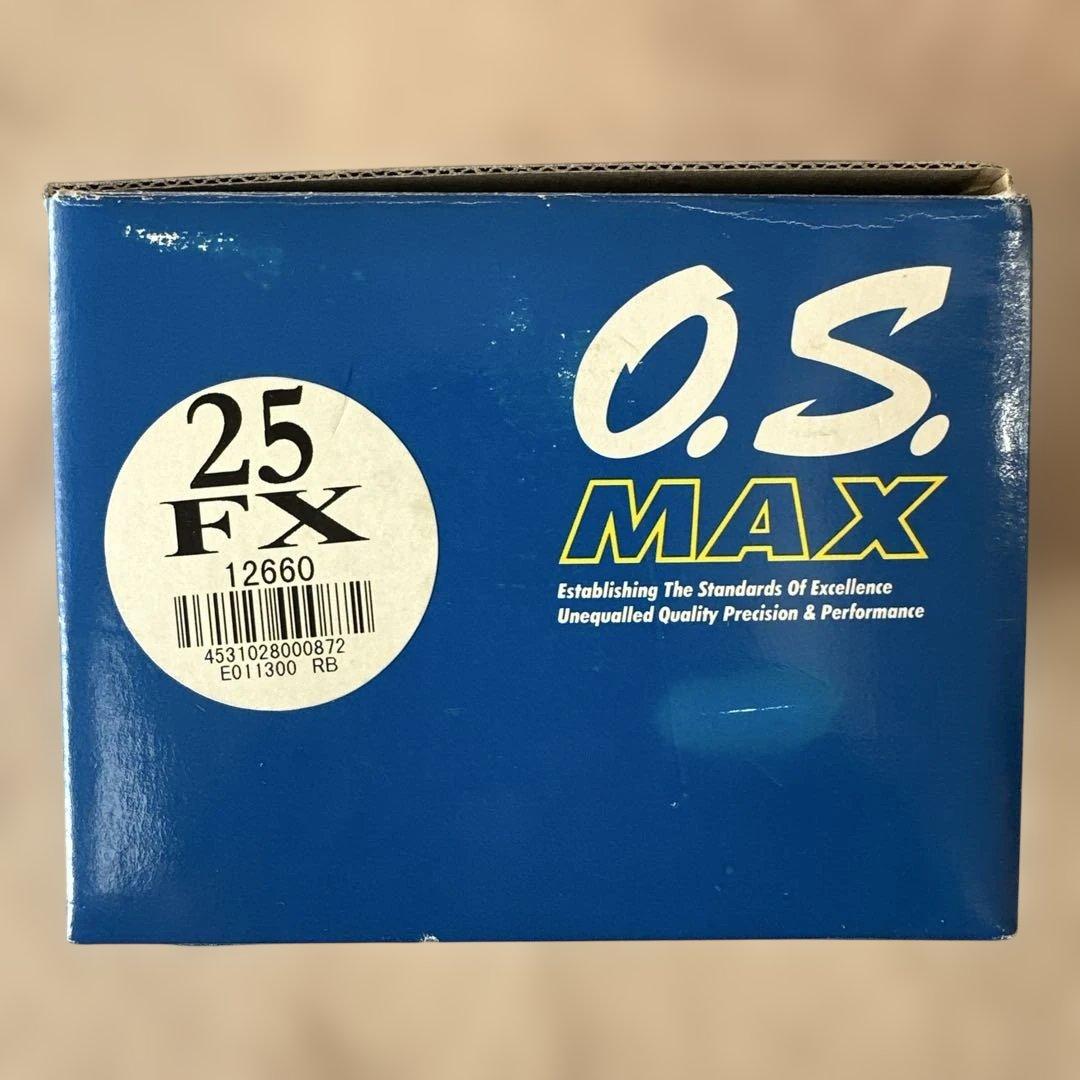 25
FX
12660
4531028000872
E011300 RB
O.S.
MAX
Establishing The Standards Of Excellence
Unequalled Quality Precision & Performance